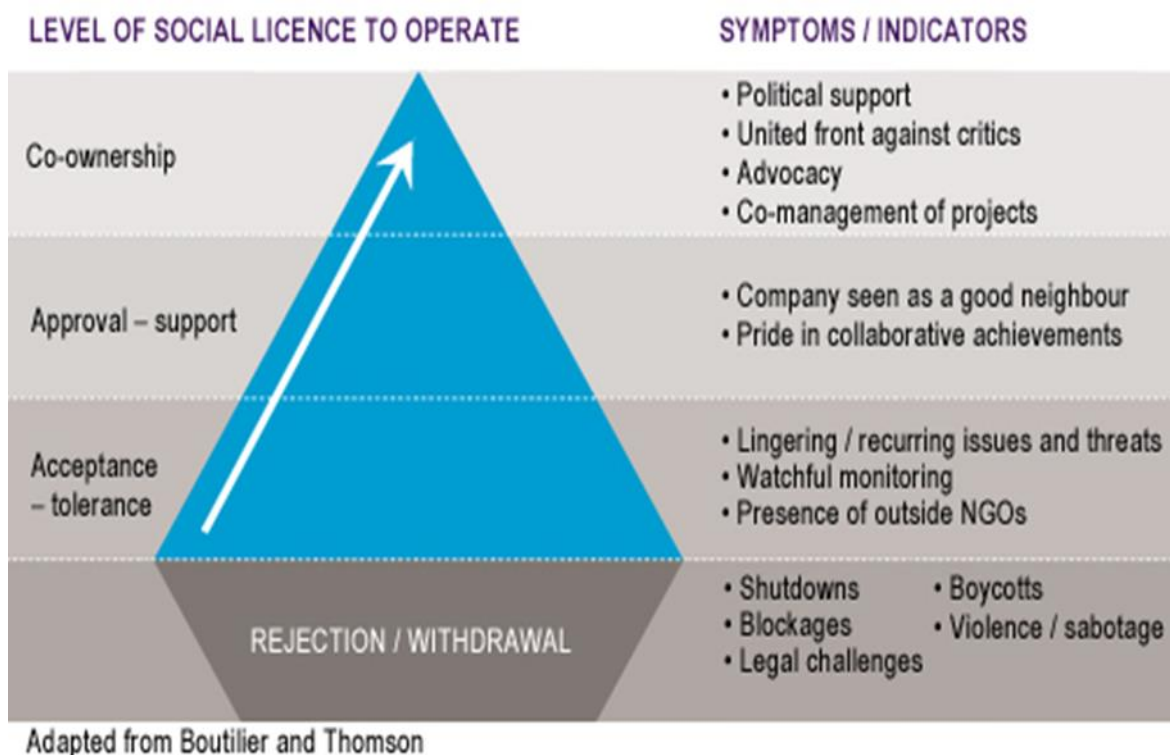 LEVEL OF SOCIAL LICENCE TO OPERATE
SYMPTOMS / INDICATORS
Co-ownership
• Political support
• United front against critics
• Advocacy
• Co-management of projects
Approval – support
• Company seen as a good neighbour
• Pride in collaborative achievements
Acceptance
– tolerance
• Lingering / recurring issues and threats
• Watchful monitoring
• Presence of outside NGOs
REJECTION / WITHDRAWAL
• Shutdowns
• Blockages
• Legal challenges
• Boycotts
• Violence / sabotage
Adapted from Boutilier and Thomson